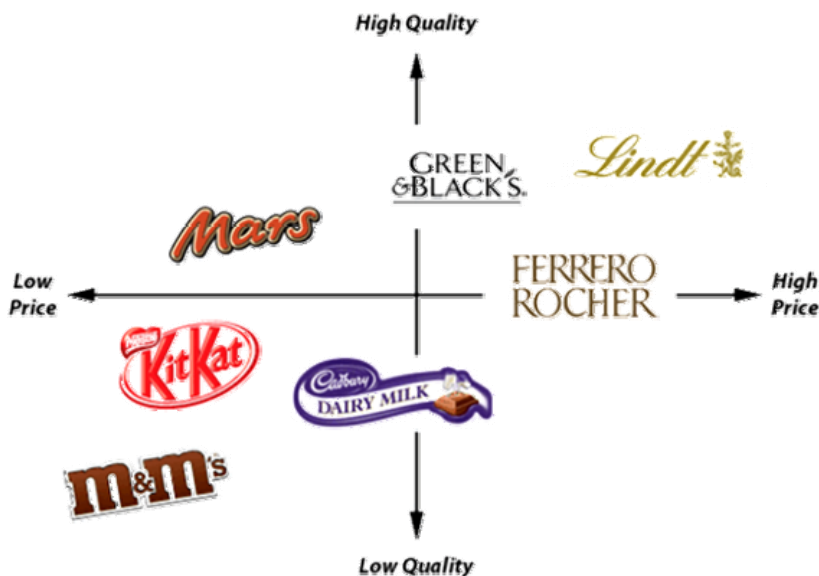 High Quality
Lindt
GREEN
&BLACK'S®
Mars
Low
Price
FERRERO
ROCHER
High
Price
Nestlé
KitKat
Cadbury
DAIRY MILK
m&m's
Low Quality